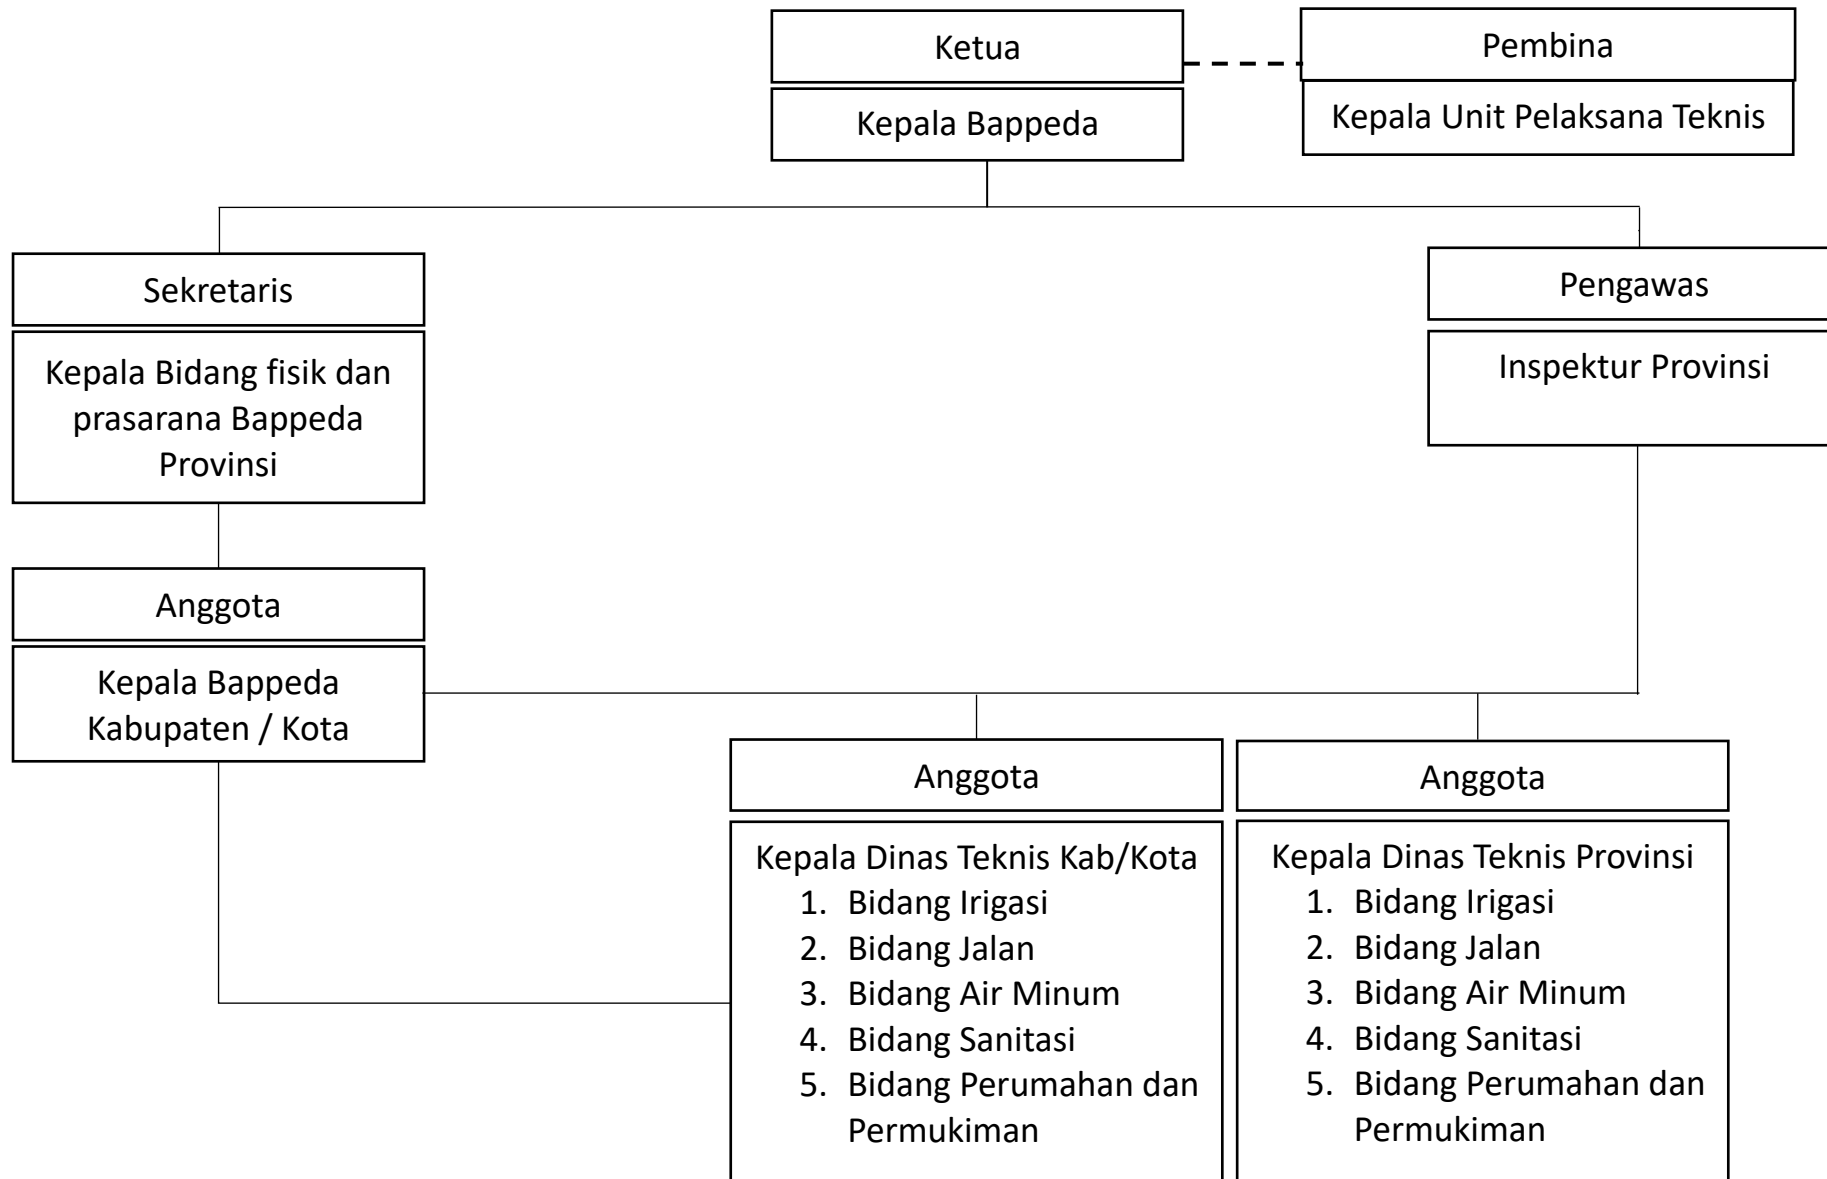 Ketua
Pembina
Kepala Bappeda
Kepala Unit Pelaksana Teknis
Sekretaris
Pengawas
Kepala Bidang fisik dan
prasarana Bappeda
Provinsi
Inspektur Provinsi
Anggota
Kepala Bappeda
Kabupaten / Kota
Anggota
Kepala Dinas Teknis Kab/Kota
1. Bidang Irigasi
2. Bidang Jalan
3. Bidang Air Minum
4. Bidang Sanitasi
5. Bidang Perumahan dan
Permukiman
Anggota
Kepala Dinas Teknis Provinsi
1. Bidang Irigasi
2. Bidang Jalan
3. Bidang Air Minum
4. Bidang Sanitasi
5. Bidang Perumahan dan
Permukiman